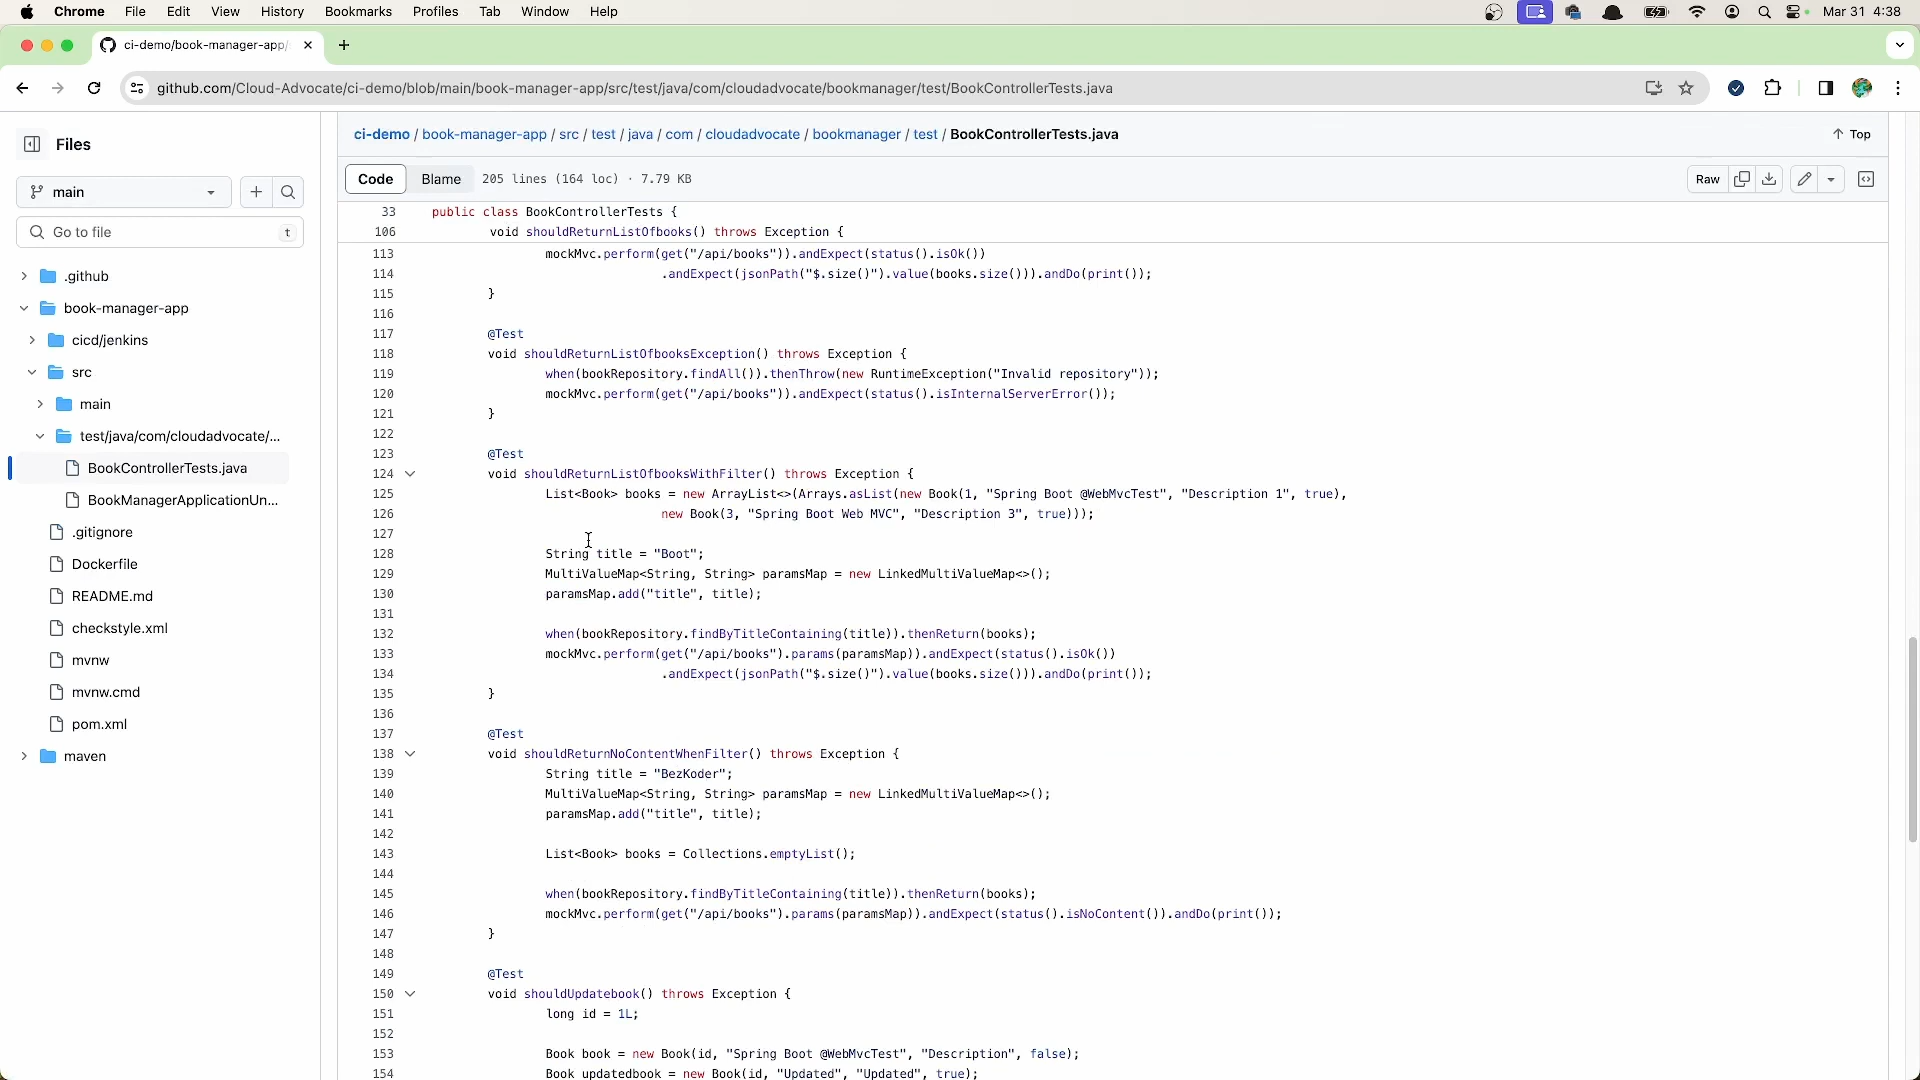 Chrome File Edit View History Bookmarks Profiles Tab Window Help Mar 31 4:38
ci-demo/book-manager-app/
github.com/Cloud-Advocate/ci-demo/blob/main/book-manager-app/src/test/java/com/cloudadvocate/bookmanager/test/BookControllerTests.java
Files
main
Go to file t
.github
book-manager-app
cicd/jenkins
src
main
test/java/com/cloudadvocate/...
BookControllerTests.java
BookManagerApplicationUn...
.gitignore
Dockerfile
README.md
checkstyle.xml
mvnw
mvnw.cmd
pom.xml
maven
ci-demo / book-manager-app / src / test / java / com / cloudadvocate / bookmanager / test / BookControllerTests.java Top
Code Blame 205 lines (164 loc) · 7.79 KB Raw
33 public class BookControllerTests {
106 void shouldReturnListOfbooks() throws Exception {
113 mockMvc.perform(get("/api/books")).andExpect(status().isOk())
114 .andExpect(jsonPath("$.size()").value(books.size())).andDo(print());
115 }
116
117 @Test
118 void shouldReturnListOfbooksException() throws Exception {
119 when(bookRepository.findAll()).thenThrow(new RuntimeException("Invalid repository"));
120 mockMvc.perform(get("/api/books")).andExpect(status().isInternalServerError());
121 }
122
123 @Test
124 void shouldReturnListOfbooksWithFilter() throws Exception {
125 List<Book> books = new ArrayList<>(Arrays.asList(new Book(1, "Spring Boot @WebMvcTest", "Description 1", true),
126 new Book(3, "Spring Boot Web MVC", "Description 3", true)));
127
128 String title = "Boot";
129 MultiValueMap<String, String> paramsMap = new LinkedMultiValueMap<>();
130 paramsMap.add("title", title);
131
132 when(bookRepository.findByTitleContaining(title)).thenReturn(books);
133 mockMvc.perform(get("/api/books").params(paramsMap)).andExpect(status().isOk())
134 .andExpect(jsonPath("$.size()").value(books.size())).andDo(print());
135 }
136
137 @Test
138 void shouldReturnNoContentWhenFilter() throws Exception {
139 String title = "BezKoder";
140 MultiValueMap<String, String> paramsMap = new LinkedMultiValueMap<>();
141 paramsMap.add("title", title);
142
143 List<Book> books = Collections.emptyList();
144
145 when(bookRepository.findByTitleContaining(title)).thenReturn(books);
146 mockMvc.perform(get("/api/books").params(paramsMap)).andExpect(status().isNoContent()).andDo(print());
147 }
148
149 @Test
150 void shouldUpdatebook() throws Exception {
151 long id = 1L;
152
153 Book book = new Book(id, "Spring Boot @WebMvcTest", "Description", false);
154 Book updatedbook = new Book(id, "Updated", "Updated", true);